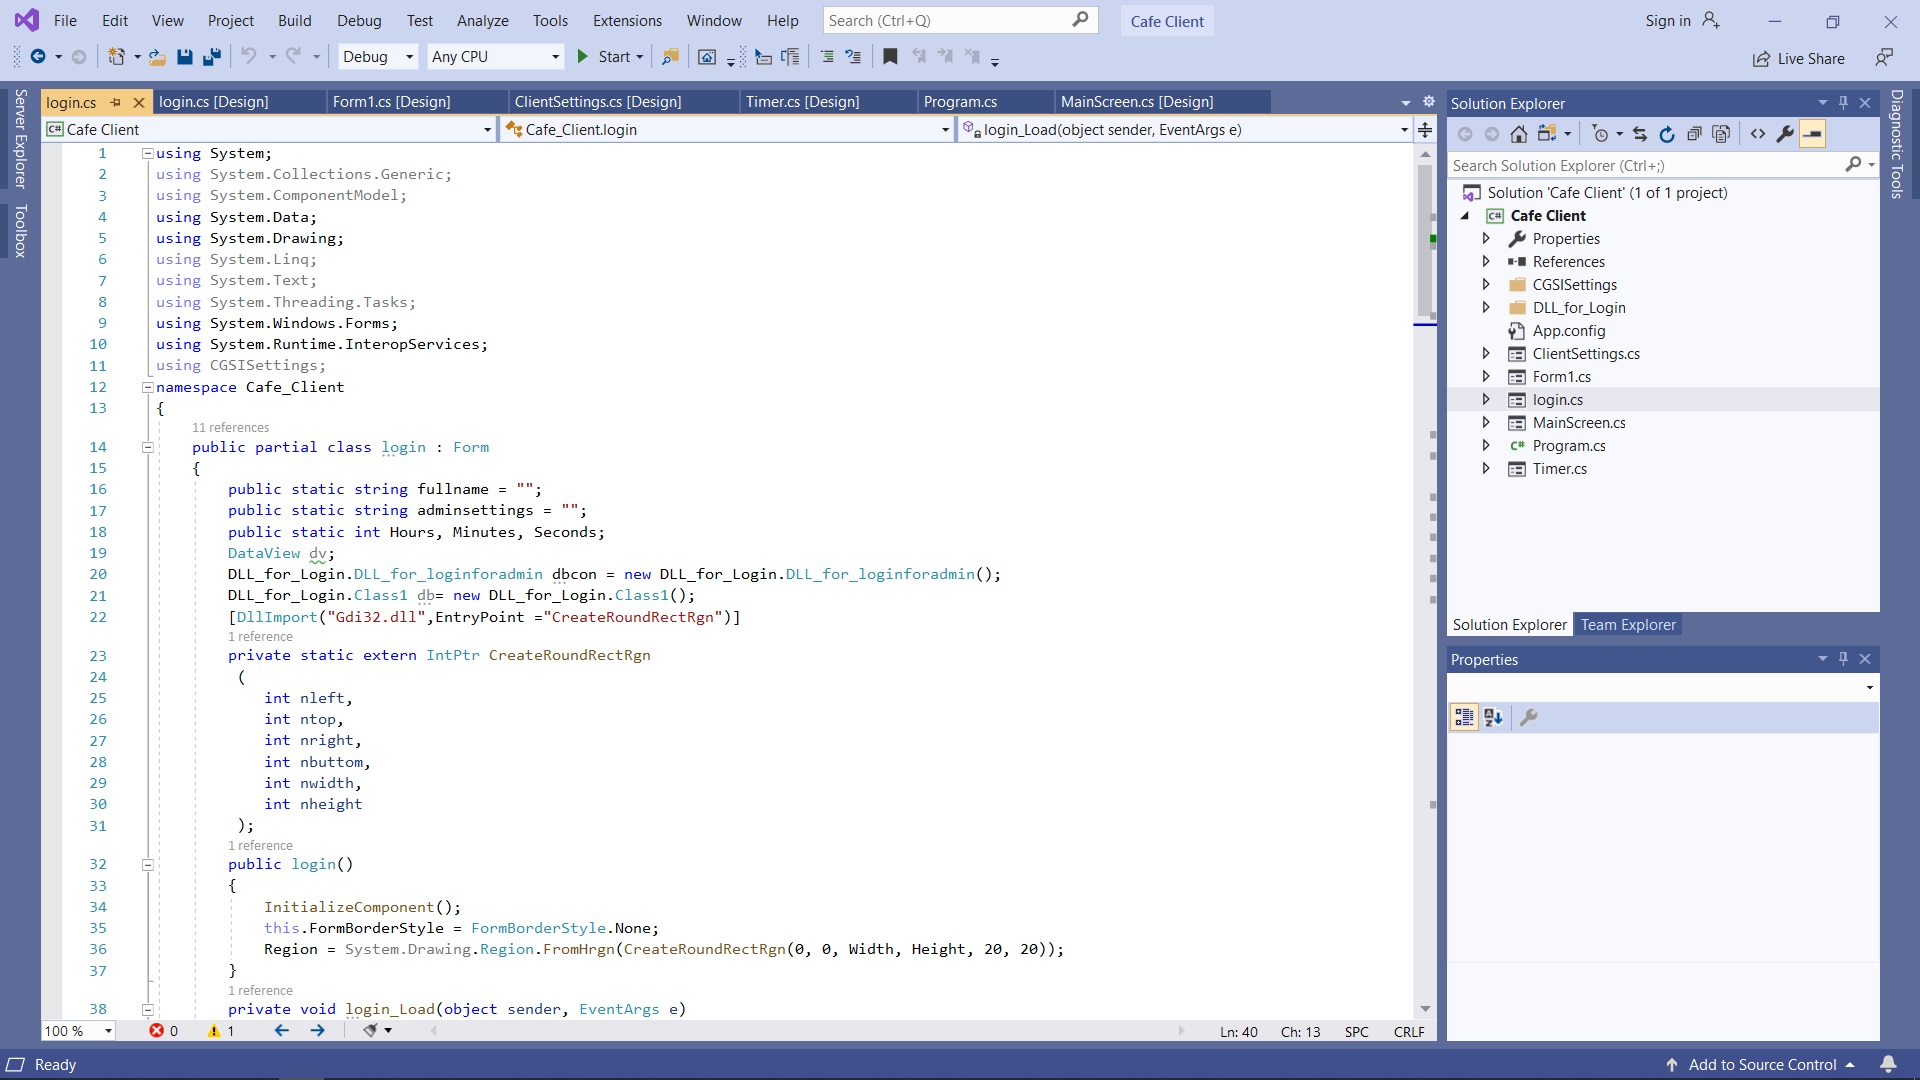 File Edit View Project Build Debug Test Analyze Tools Extensions Window Help Search (Ctrl+Q) Cafe Client Sign in
Debug Any CPU Start Live Share
Server Explorer
Toolbox
login.cs login.cs [Design] Form1.cs [Design] ClientSettings.cs [Design] Timer.cs [Design] Program.cs MainScreen.cs [Design]
C# Cafe Client Cafe_Client.login login_Load(object sender, EventArgs e)
1 using System;
2 using System.Collections.Generic;
3 using System.ComponentModel;
4 using System.Data;
5 using System.Drawing;
6 using System.Linq;
7 using System.Text;
8 using System.Threading.Tasks;
9 using System.Windows.Forms;
10 using System.Runtime.InteropServices;
11 using CGSISettings;
12 namespace Cafe_Client
13 {
11 references
14 public partial class login : Form
15 {
16 public static string fullname = "";
17 public static string adminsettings = "";
18 public static int Hours, Minutes, Seconds;
19 DataView dv;
20 DLL_for_Login.DLL_for_loginforadmin dbcon = new DLL_for_Login.DLL_for_loginforadmin();
21 DLL_for_Login.Class1 db= new DLL_for_Login.Class1();
22 [DllImport("Gdi32.dll",EntryPoint ="CreateRoundRectRgn")]
1 reference
23 private static extern IntPtr CreateRoundRectRgn
24 (
25 int nleft,
26 int ntop,
27 int nright,
28 int nbuttom,
29 int nwidth,
30 int nheight
31 );
1 reference
32 public login()
33 {
34 InitializeComponent();
35 this.FormBorderStyle = FormBorderStyle.None;
36 Region = System.Drawing.Region.FromHrgn(CreateRoundRectRgn(0, 0, Width, Height, 20, 20));
37 }
1 reference
38 private void login_Load(object sender, EventArgs e)
100 % 0 1 Ln: 40 Ch: 13 SPC CRLF
Solution Explorer
Search Solution Explorer (Ctrl+;)
Solution 'Cafe Client' (1 of 1 project)
C# Cafe Client
Properties
References
CGSISettings
DLL_for_Login
App.config
ClientSettings.cs
Form1.cs
login.cs
MainScreen.cs
C# Program.cs
Timer.cs
Solution Explorer Team Explorer
Properties
Diagnostic Tools
Ready Add to Source Control